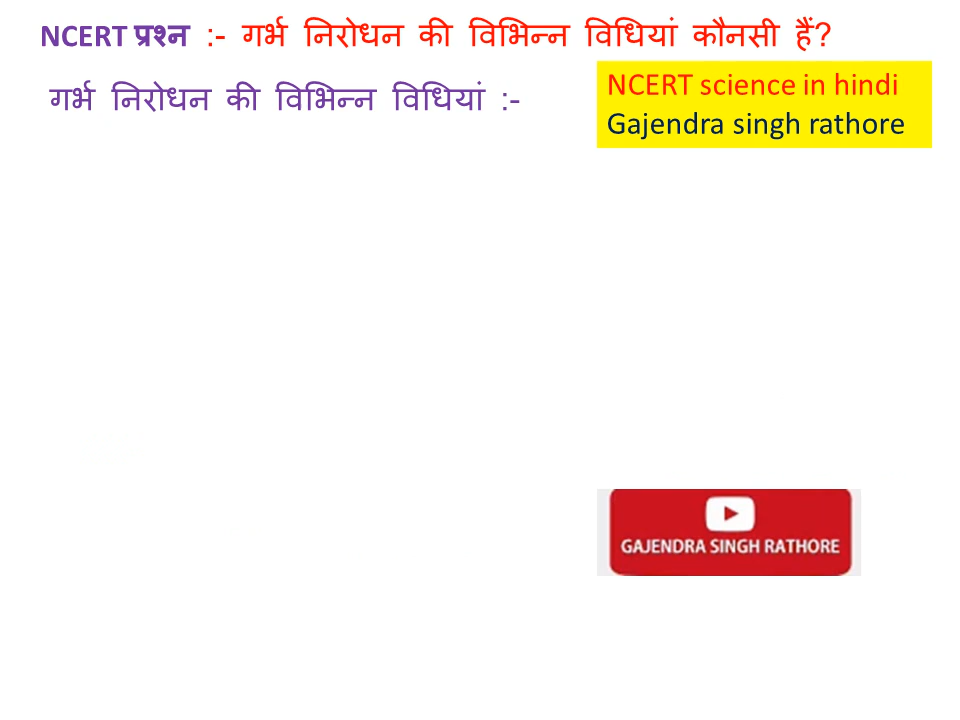 NCERT प्रश्न :- गर्भ निरोधन की विभिन्न विधियां कौनसी हैं?
गर्भ निरोधन की विभिन्न विधियां :-
NCERT science in hindi
Gajendra singh rathore
GAJENDRA SINGH RATHORE